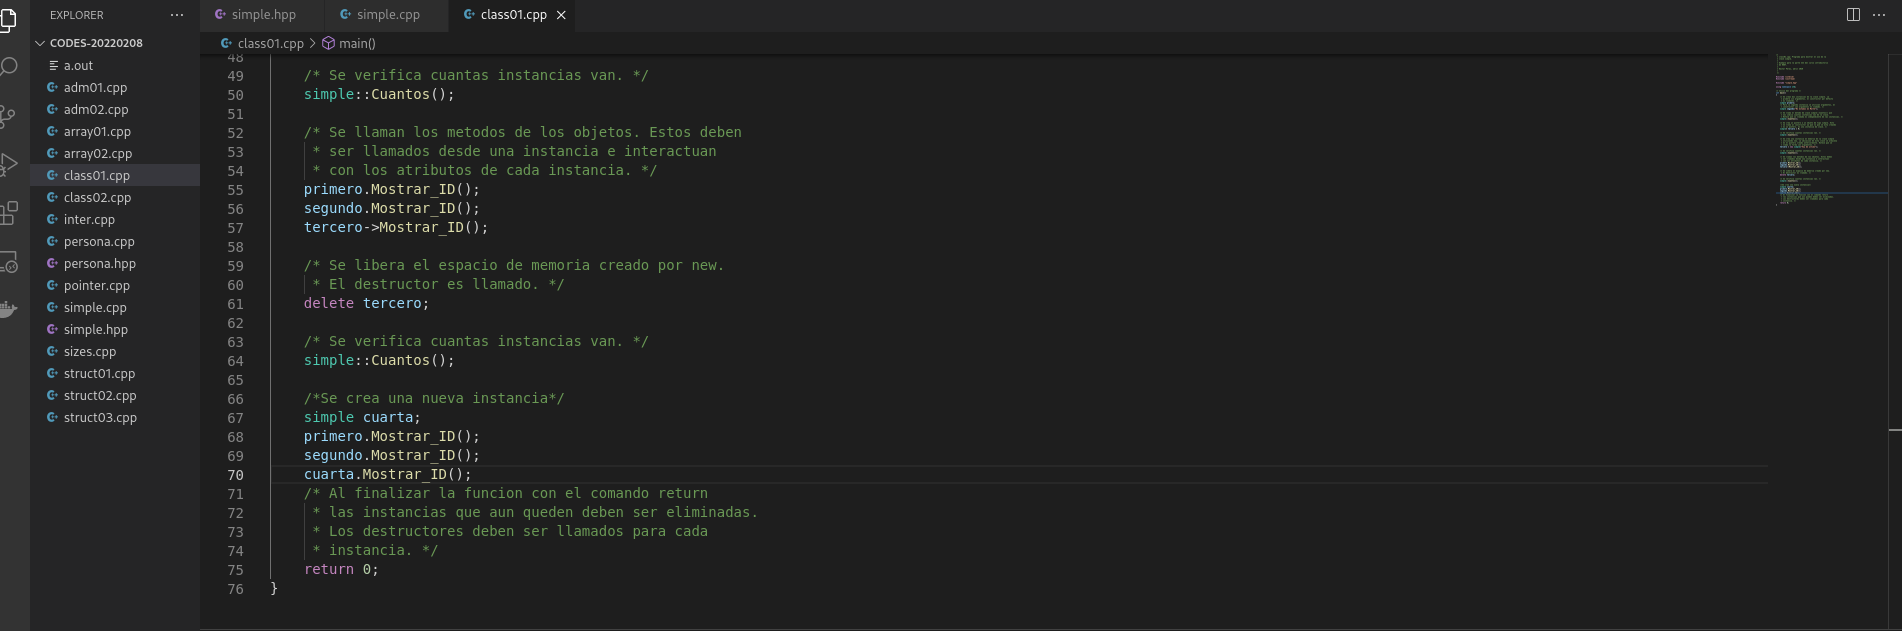 EXPLORER
CODES-20220208
a.out
adm01.cpp
adm02.cpp
array01.cpp
array02.cpp
class01.cpp
class02.cpp
inter.cpp
persona.cpp
persona.hpp
pointer.cpp
simple.cpp
simple.hpp
sizes.cpp
struct01.cpp
struct02.cpp
struct03.cpp
simple.hpp simple.cpp class01.cpp
class01.cpp > main()
48
49 /* Se verifica cuantas instancias van. */
50 simple::Cuantos();
51
52 /* Se llaman los metodos de los objetos. Estos deben
53 * ser llamados desde una instancia e interactuan
54 * con los atributos de cada instancia. */
55 primero.Mostrar_ID();
56 segundo.Mostrar_ID();
57 tercero->Mostrar_ID();
58
59 /* Se libera el espacio de memoria creado por new.
60 * El destructor es llamado. */
61 delete tercero;
62
63 /* Se verifica cuantas instancias van. */
64 simple::Cuantos();
65
66 /*Se crea una nueva instancia*/
67 simple cuarta;
68 primero.Mostrar_ID();
69 segundo.Mostrar_ID();
70 cuarta.Mostrar_ID();
71 /* Al finalizar la funcion con el comando return
72 * las instancias que aun queden deben ser eliminadas.
73 * Los destructores deben ser llamados para cada
74 * instancia. */
75 return 0;
76 }